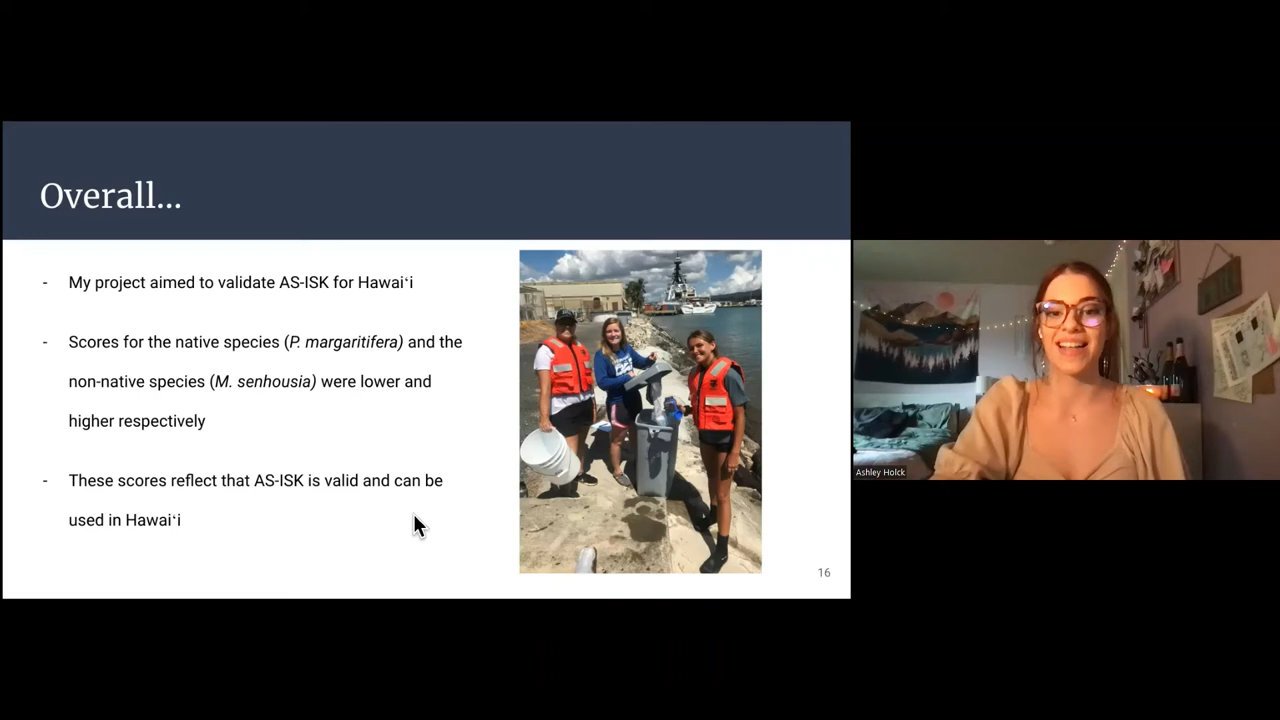 Overall...
- My project aimed to validate AS-ISK for Hawaiʻi
- Scores for the native species (P. margaritifera) and the
non-native species (M. senhousia) were lower and
higher respectively
- These scores reflect that AS-ISK is valid and can be
used in Hawaiʻi
16
Ashley Holck